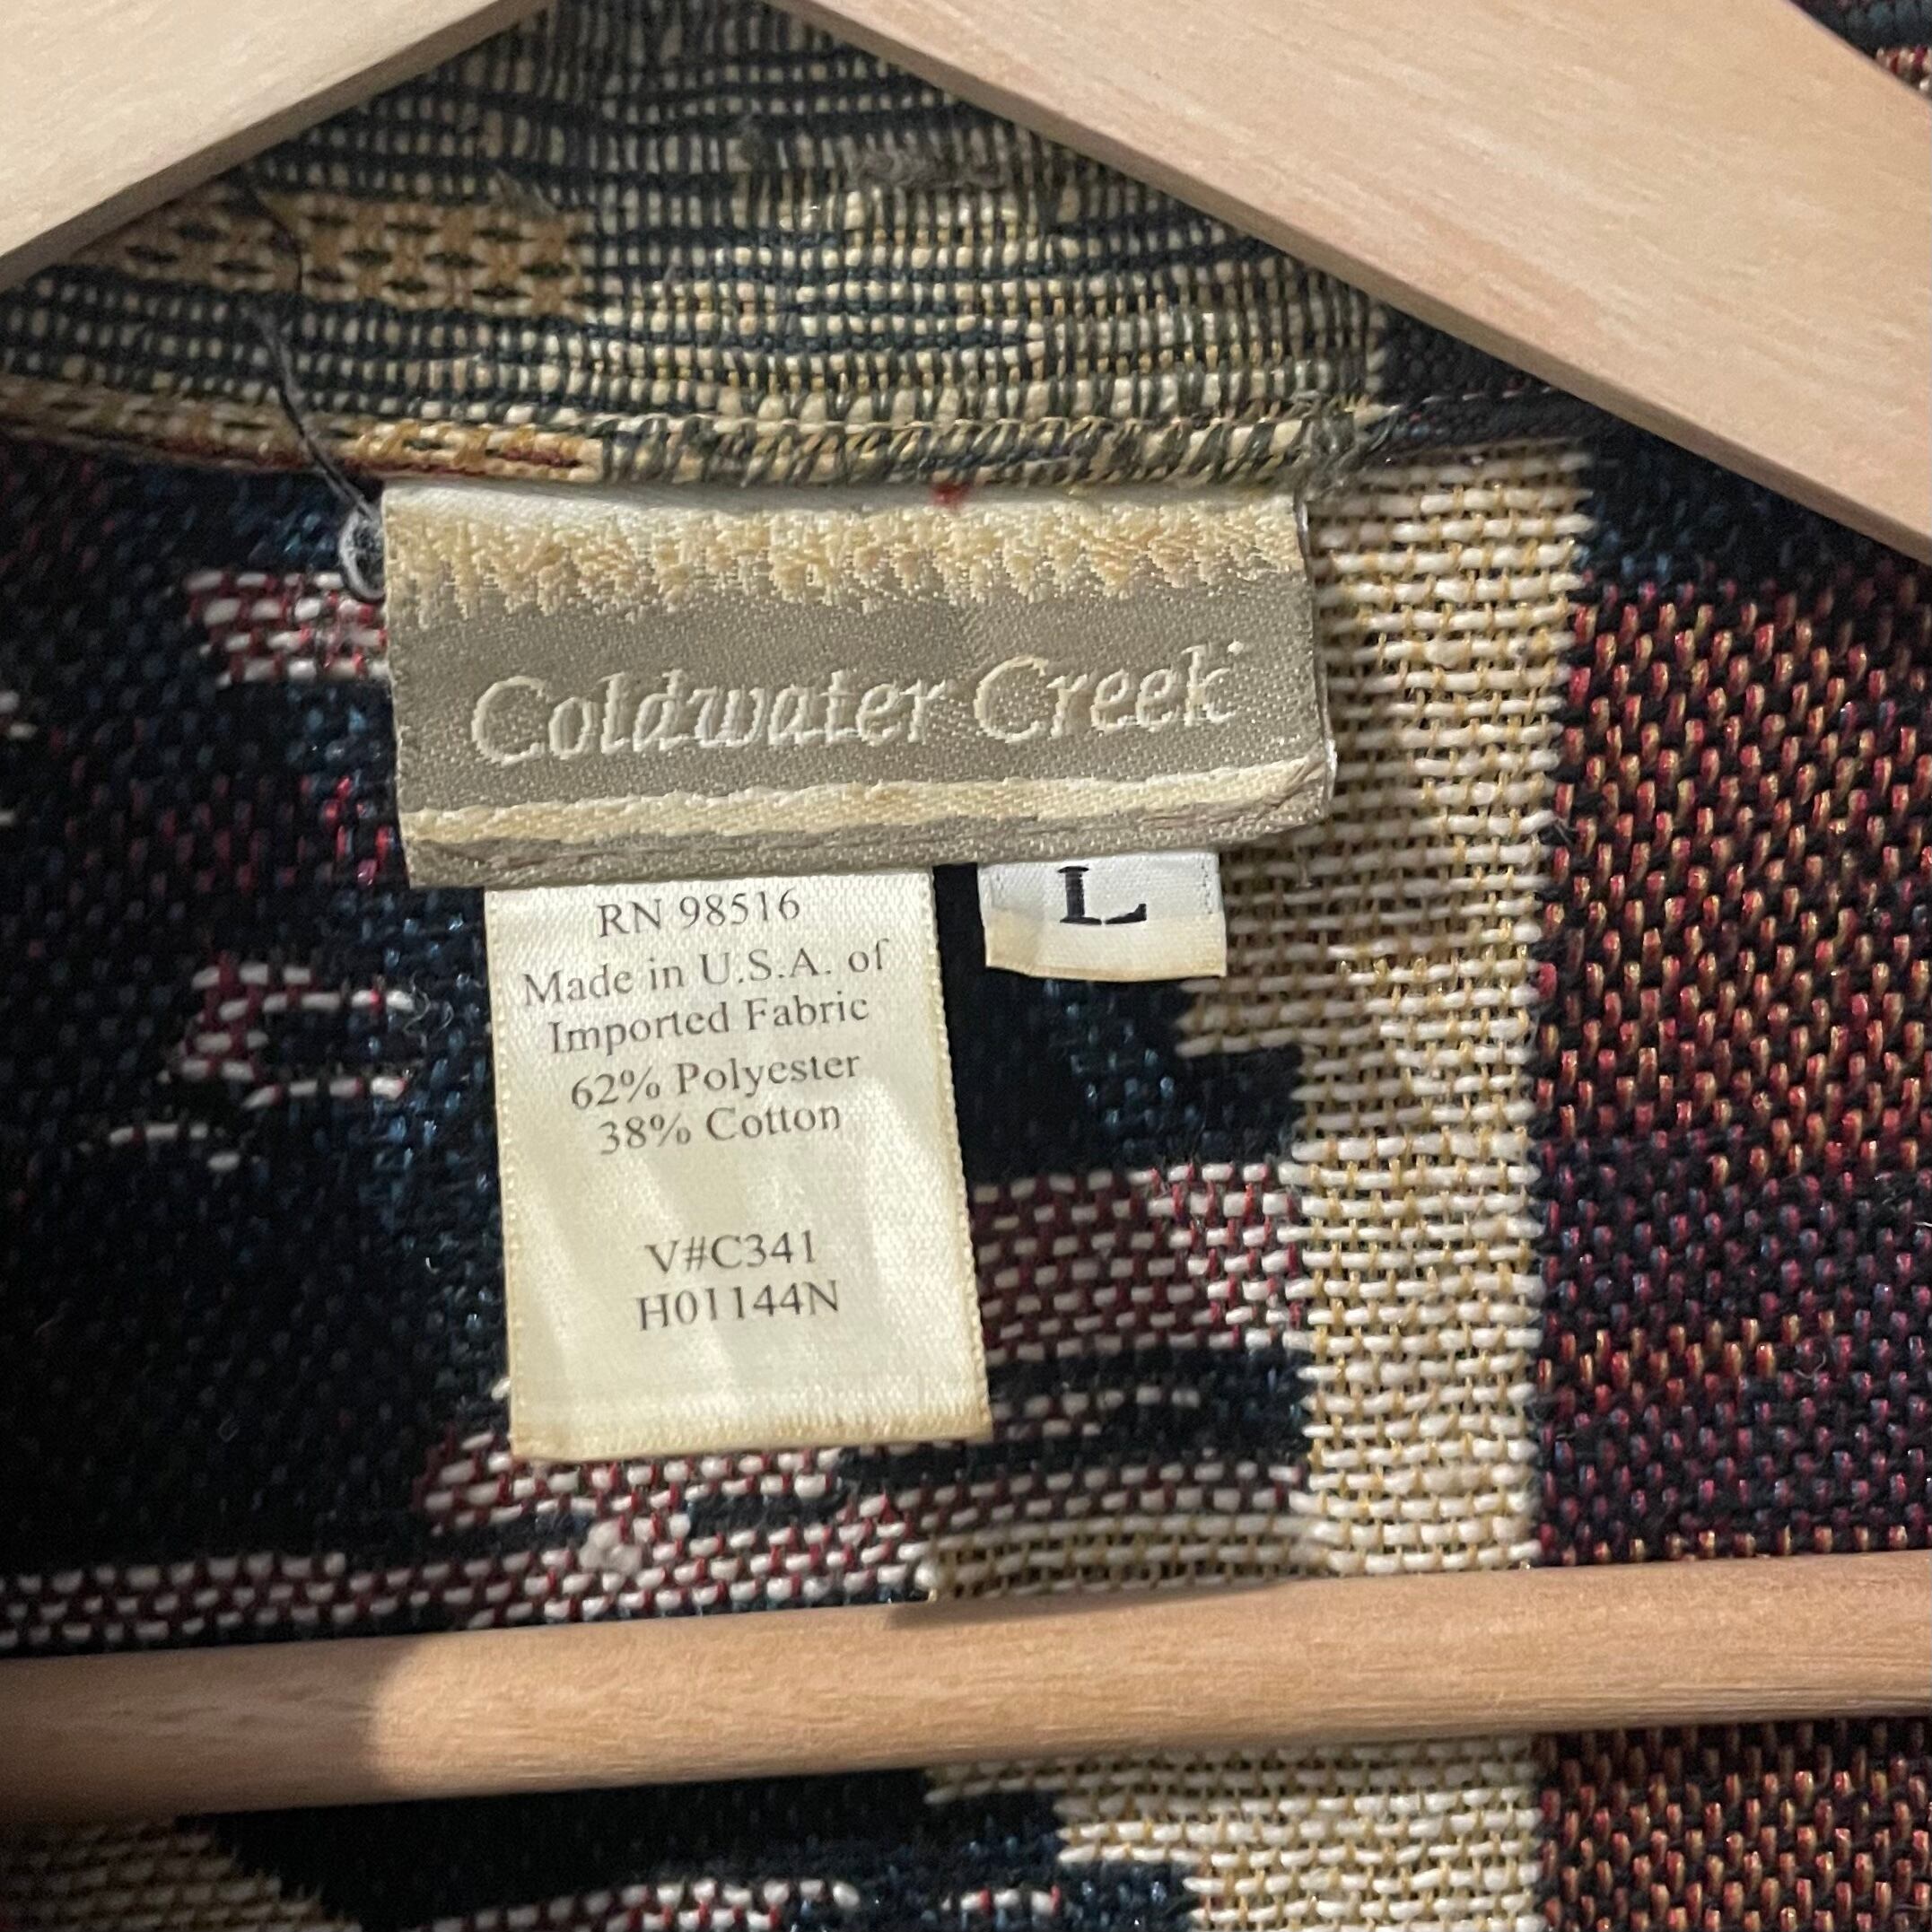 Coldwater Creek
L
RN 98516
Made in U.S.A. of
Imported Fabric
62% Polyester
38% Cotton
V#C341
H01144N